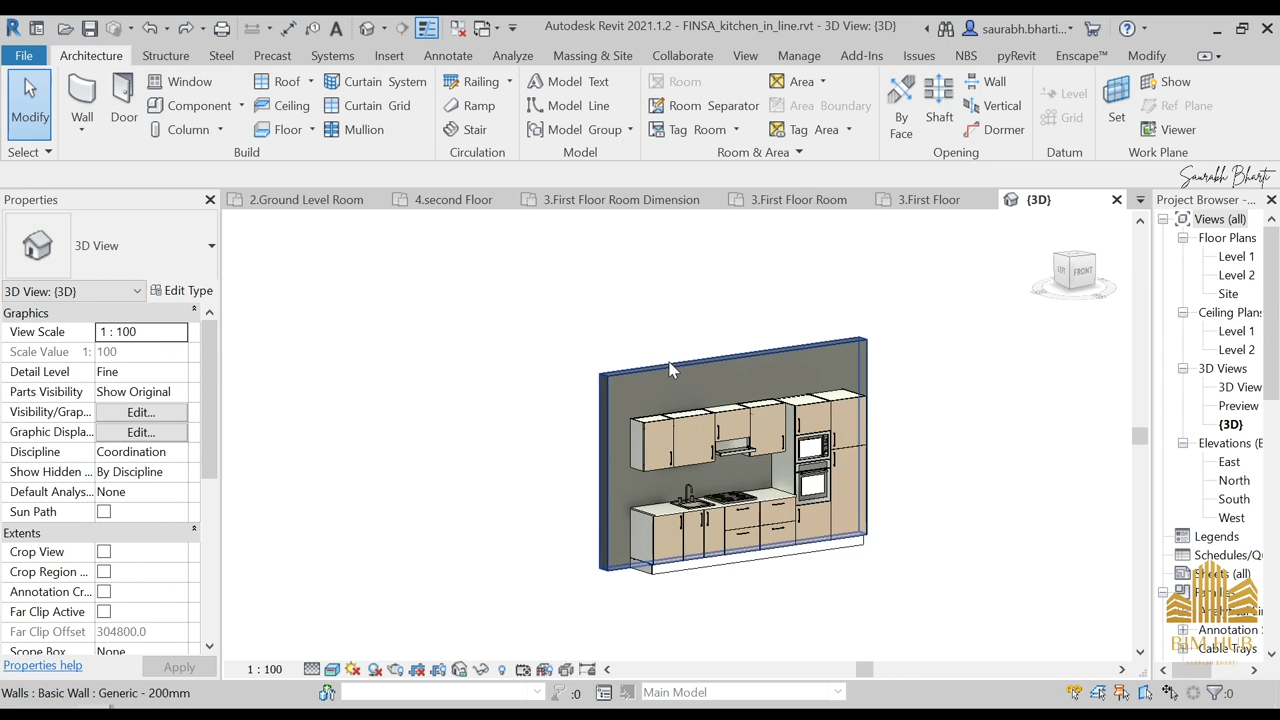 Autodesk Revit 2021.1.2 - FINSA_kitchen_in_line.rvt - 3D View: {3D}
saurabh.bharti...
File Architecture Structure Steel Precast Systems Insert Annotate Analyze Massing & Site Collaborate View Manage Add-Ins Issues NBS pyRevit Enscape™ Modify
Window Roof Curtain System Railing Model Text Room Area Wall Show
Modify Wall Door Component Ceiling Curtain Grid Ramp Model Line Room Separator Area Boundary By Face Shaft Vertical Level Set Ref Plane
Column Floor Mullion Stair Model Group Tag Room Tag Area Dormer Grid Viewer
Select Build Circulation Model Room & Area Opening Datum Work Plane
Saurabh Bharti
Properties
2.Ground Level Room 4.second Floor 3.First Floor Room Dimension 3.First Floor Room 3.First Floor {3D}
Project Browser -...
3D View
3D View: {3D} Edit Type
Graphics
View Scale 1 : 100
Scale Value 1: 100
Detail Level Fine
Parts Visibility Show Original
Visibility/Grap... Edit...
Graphic Displa... Edit...
Discipline Coordination
Show Hidden ... By Discipline
Default Analys... None
Sun Path
Extents
Crop View
Crop Region ...
Annotation Cr...
Far Clip Active
Far Clip Offset 304800.0
Scope Box None
Properties help Apply
LEFT FRONT
Views (all)
Floor Plans
Level 1
Level 2
Site
Ceiling Plans
Level 1
Level 2
3D Views
3D View
Preview
{3D}
Elevations (B
East
North
South
West
Legends
Schedules/Q
Sheets (all)
Annotation S
Cable Trays
BIM HUB
1 : 100
Walls : Basic Wall : Generic - 200mm :0 Main Model :0